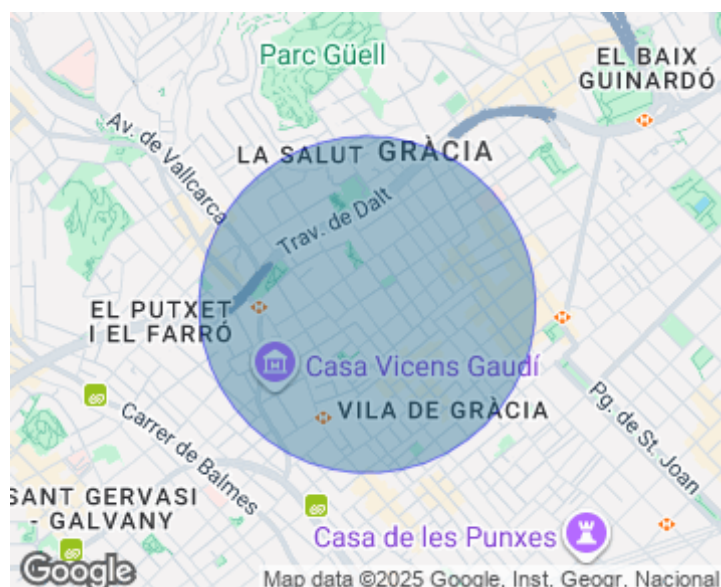 Parc Güell
EL BAIX
GUINARDÓ
Av. de Vallcarca
LA SALUT
GRÀCIA
Trav. de Dalt
EL PUTXET
I EL FARRÓ
Casa Vicens Gaudí
VILA DE GRÀCIA
Carrer de Balmes
Pg. de St. Joan
SANT GERVASI
- GALVANY
Casa de les Punxes
Google
Map data ©2025 Google, Inst. Geogr. Nacional